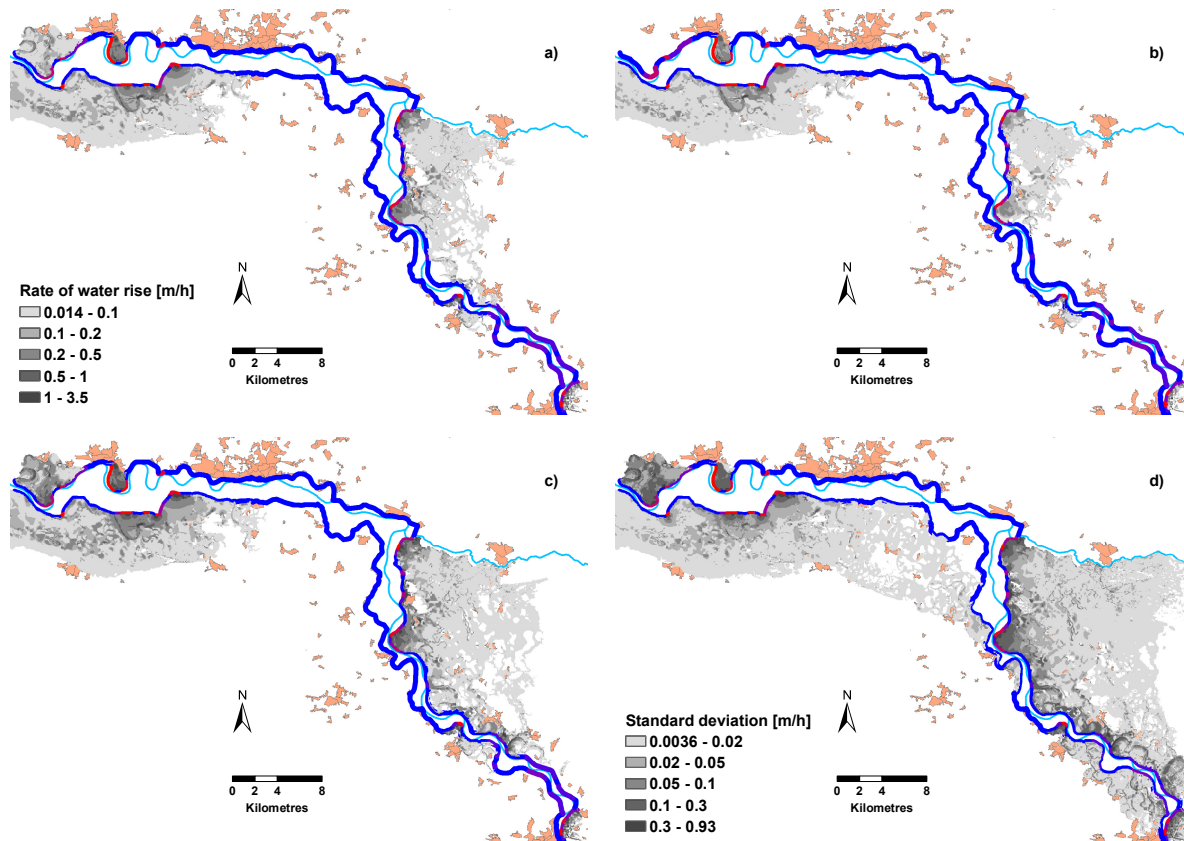 a)
N
Rate of water rise [m/h]
0.014 - 0.1
0.1 - 0.2
0.2 - 0.5
0.5 - 1
1 - 3.5
0 2 4 8
Kilometres
b)
N
0 2 4 8
Kilometres
c)
N
0 2 4 8
Kilometres
d)
N
Standard deviation [m/h]
0.0036 - 0.02
0.02 - 0.05
0.05 - 0.1
0.1 - 0.3
0.3 - 0.93
0 2 4 8
Kilometres